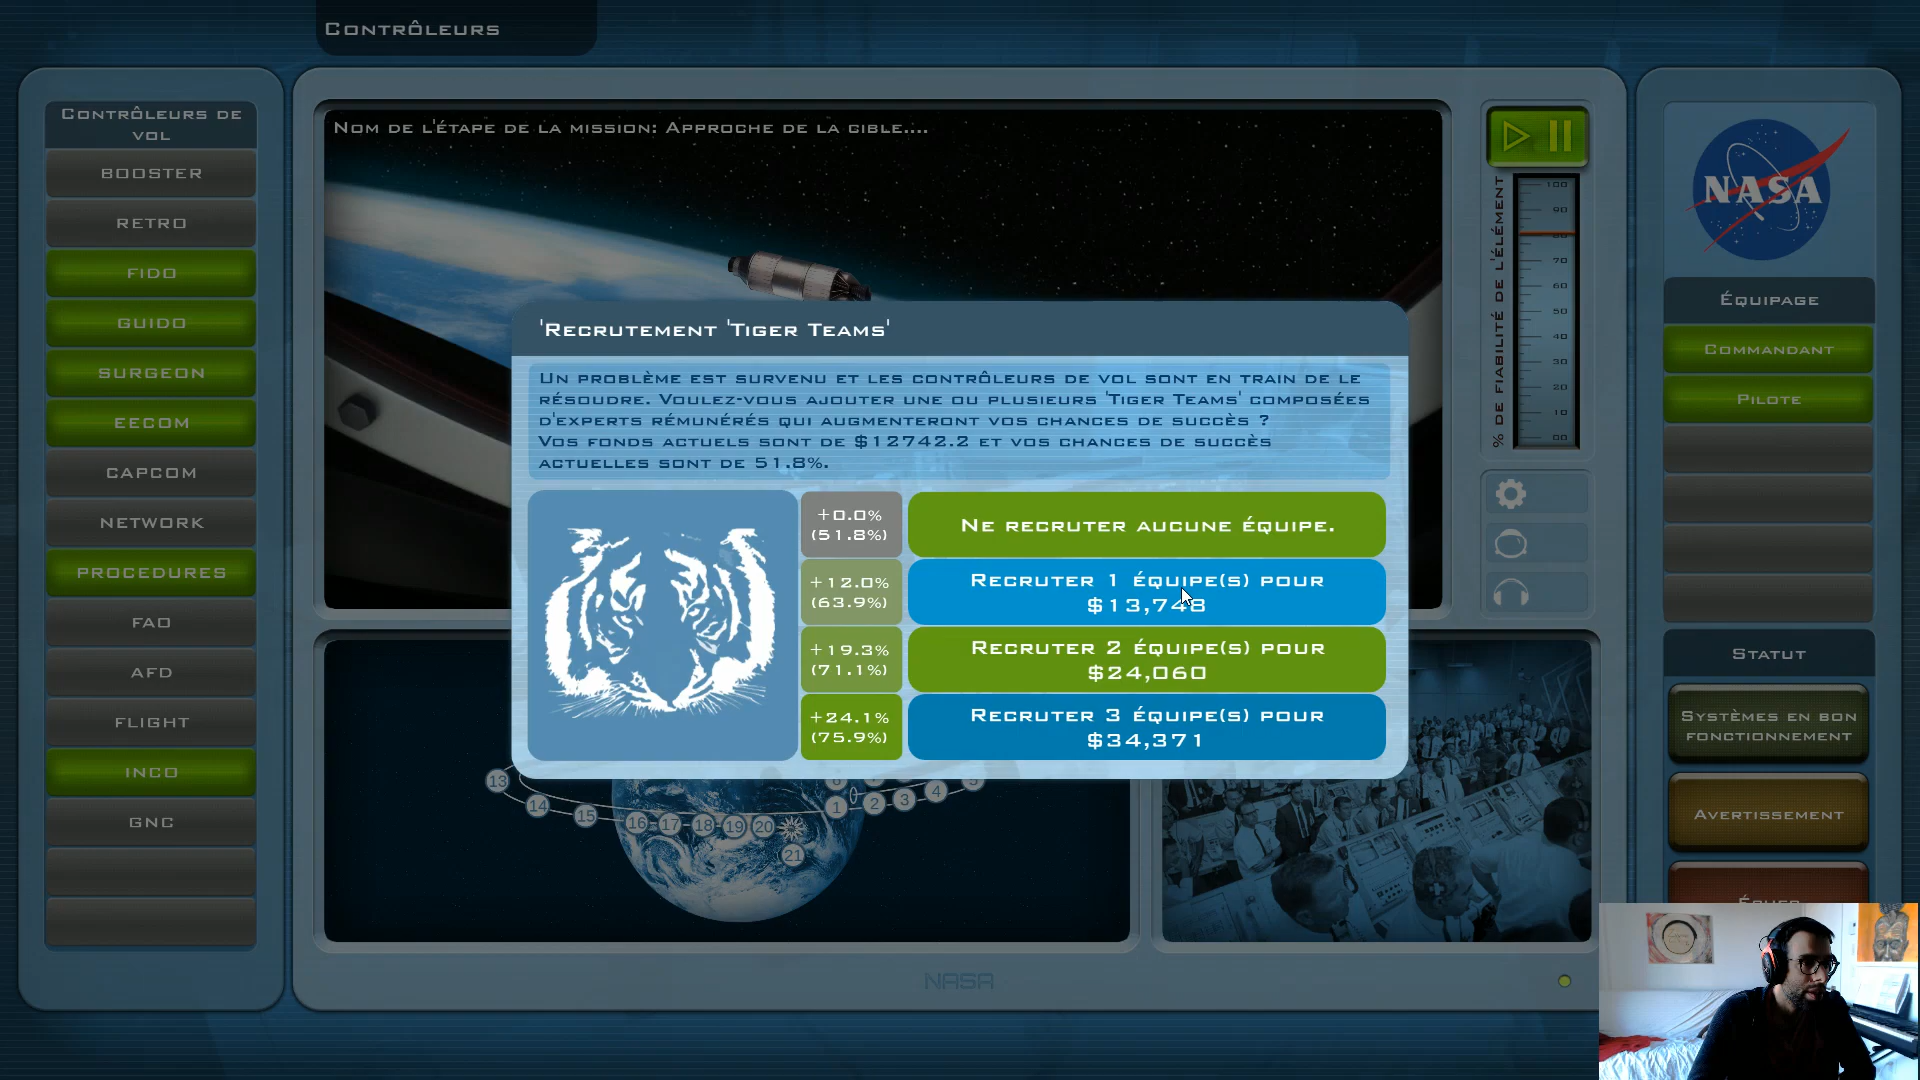 Contrôleurs
Contrôleurs de
vol
BOOSTER
RETRO
FIDO
GUIDO
SURGEON
EECOM
CAPCOM
NETWORK
PROCEDURES
FAO
AFD
FLIGHT
INCO
GNC
Nom de l'étape de la mission: Approche de la cible....
'Recrutement 'Tiger Teams'
Un problème est survenu et les contrôleurs de vol sont en train de le
résoudre. Voulez-vous ajouter une ou plusieurs 'Tiger Teams' composées
d'experts rémunérés qui augmenteront vos chances de succès ?
Vos fonds actuels sont de $12742.2 et vos chances de succès
actuelles sont de 51.8%.
+0.0%
(51.8%)
Ne recruter aucune équipe.
+12.0%
(63.9%)
Recruter 1 équipe(s) pour
$13,748
+19.3%
(71.1%)
Recruter 2 équipe(s) pour
$24,060
+24.1%
(75.9%)
Recruter 3 équipe(s) pour
$34,371
13
14
15
16
17
18
19
20
21
1
2
3
4
NASA
% de fiabilité de l'élément
100
90
80
70
60
50
40
30
20
10
00
NASA
Équipage
Commandant
Pilote
Statut
Systèmes en bon
fonctionnement
Avertissement